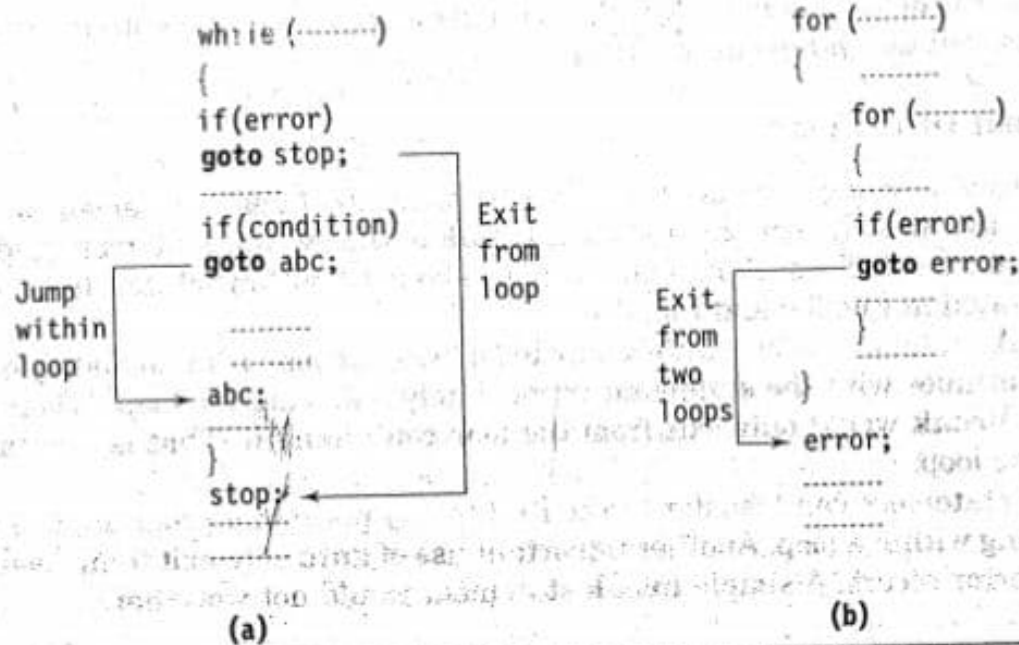 while (·········)
{
if(error)
goto stop;
·········
if(condition)
goto abc;
·········
·········
abc:
·········
}
stop:
·········
·········
Jump
within
loop
Exit
from
loop
(a)
for (·········)
{
·········
for (·········)
{
·········
if(error)
goto error;
·········
}
·········
}
error;
·········
·········
Exit
from
two
loops
(b)